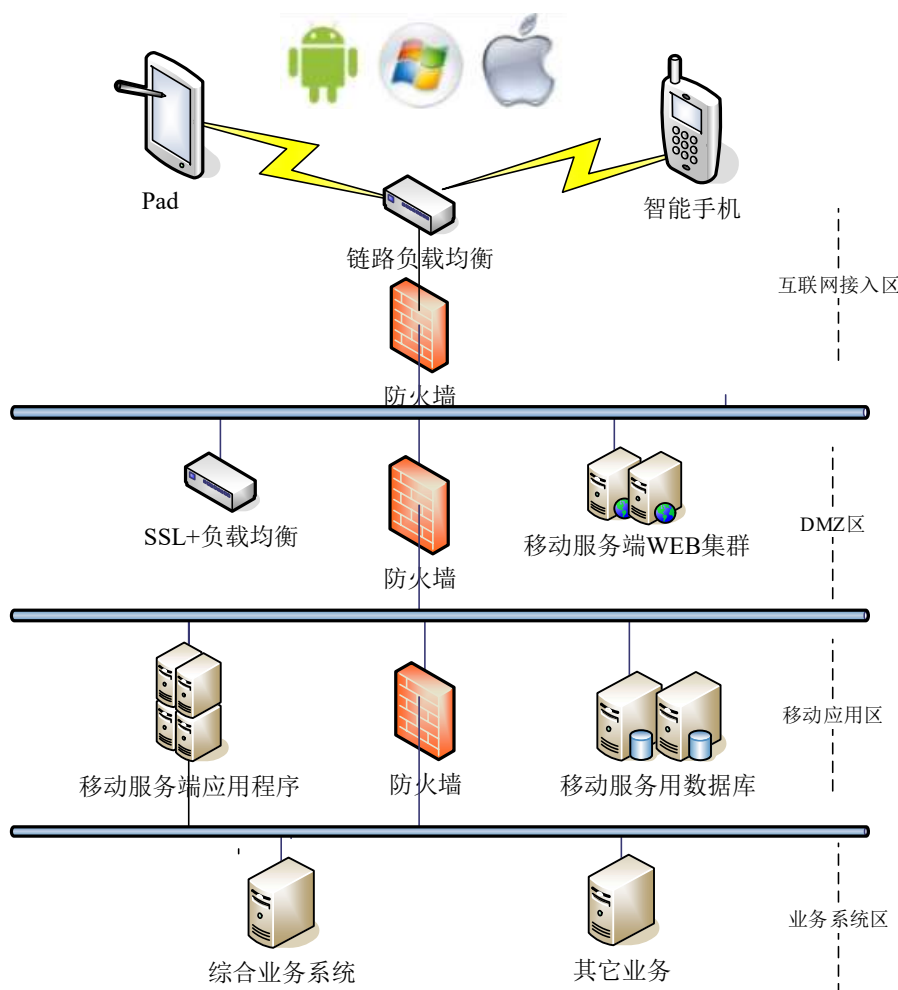 Pad
智能手机
链路负载均衡
互联网接入区
防火墙
SSL+负载均衡
防火墙
移动服务端WEB集群
DMZ区
移动服务端应用程序
防火墙
移动服务用数据库
移动应用区
综合业务系统
其它业务
业务系统区